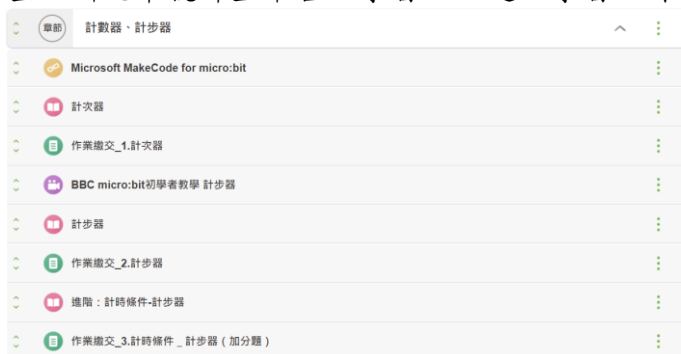 章節 計數器、計步器
Microsoft MakeCode for micro:bit
計次器
作業繳交_1.計次器
BBC micro:bit初學者教學 計步器
計步器
作業繳交_2.計步器
進階：計時條件-計步器
作業繳交_3.計時條件 _ 計步器（加分題）